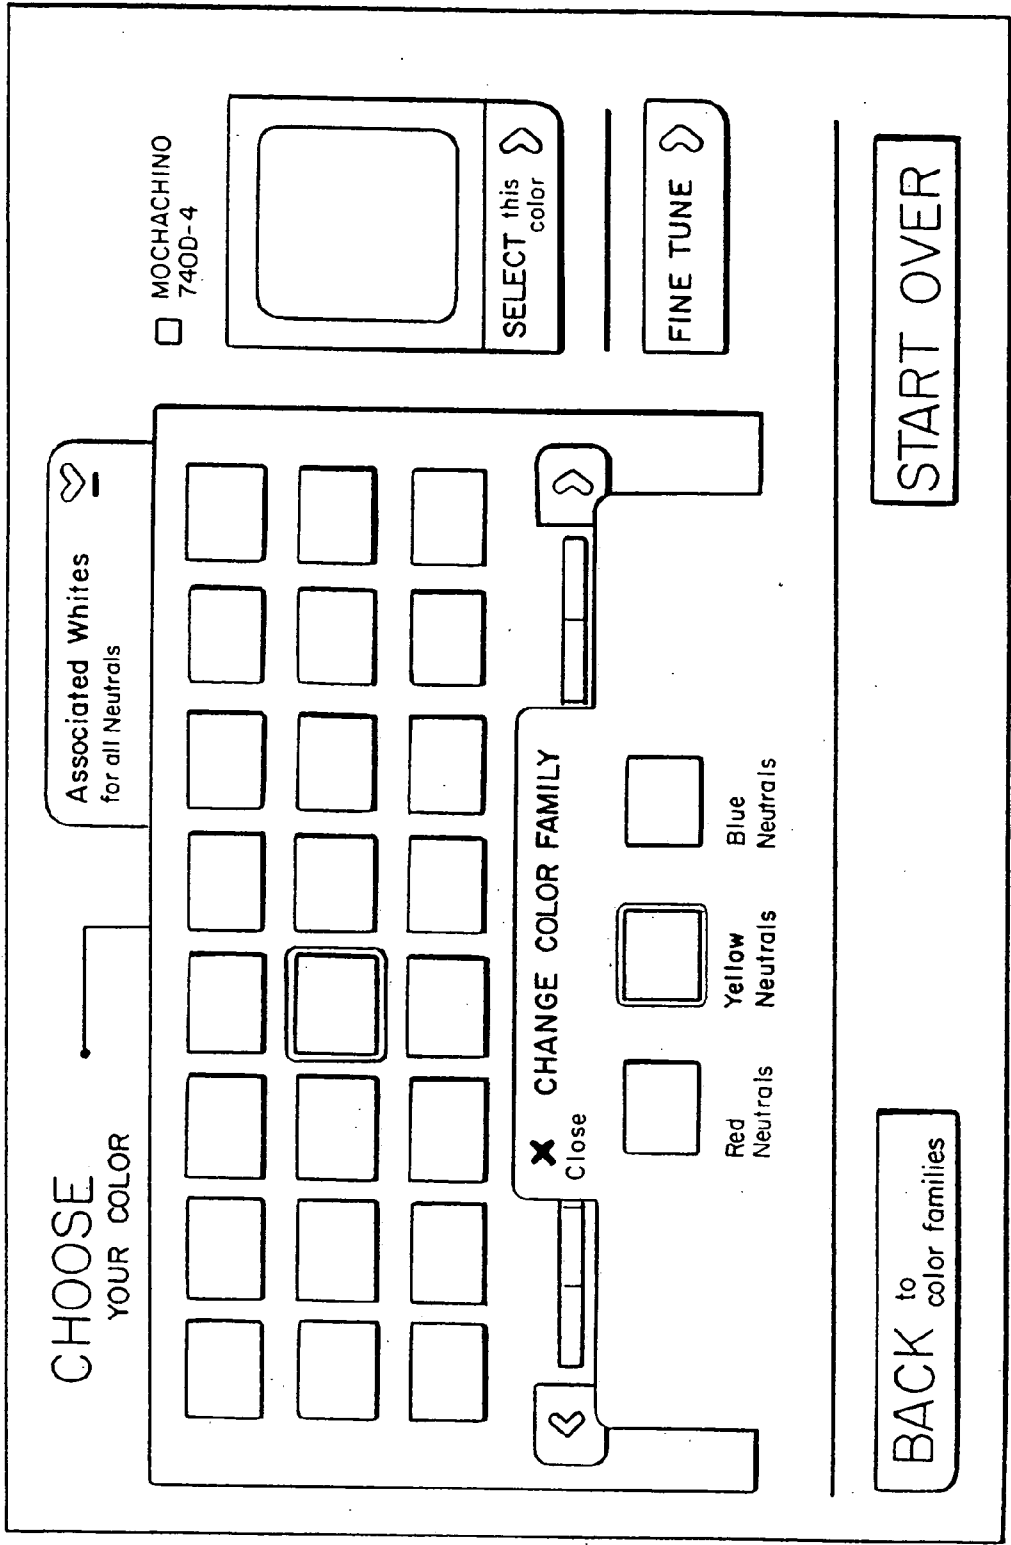 CHOOSE
YOUR COLOR
Associated Whites
for all Neutrals
MOCHACHINO
740D-4
SELECT this
color
FINE TUNE
X CHANGE COLOR FAMILY
Close
Red
Neutrals
Yellow
Neutrals
Blue
Neutrals
BACK to
color families
START OVER